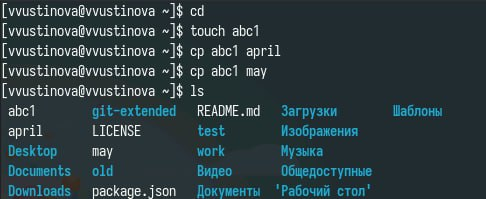 [vvustinova@vvustinova ~]$ cd
[vvustinova@vvustinova ~]$ touch abc1
[vvustinova@vvustinova ~]$ cp abc1 april
[vvustinova@vvustinova ~]$ cp abc1 may
[vvustinova@vvustinova ~]$ ls
abc1 git-extended README.md Загрузки Шаблоны
april LICENSE test Изображения
Desktop may work Музыка
Documents old Видео Общедоступные
Downloads package.json Документы 'Рабочий стол'